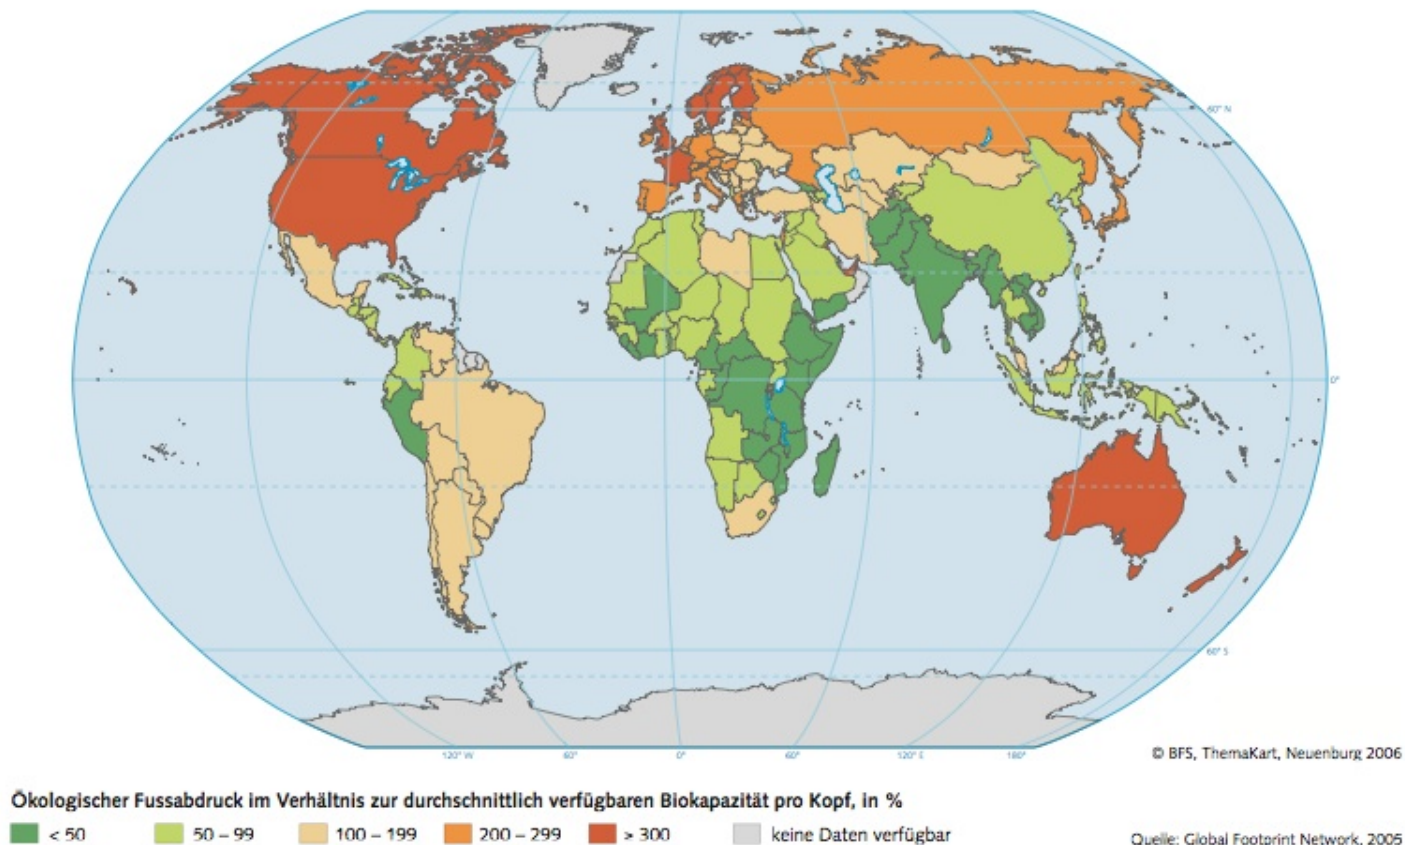 60° N
0°
60° S
120° W
60°
0°
60°
120° E
180°
© BFS, ThemaKart, Neuenburg 2006
Ökologischer Fussabdruck im Verhältnis zur durchschnittlich verfügbaren Biokapazität pro Kopf, in %
< 50
50 – 99
100 – 199
200 – 299
> 300
keine Daten verfügbar
Quelle: Global Footprint Network, 2005